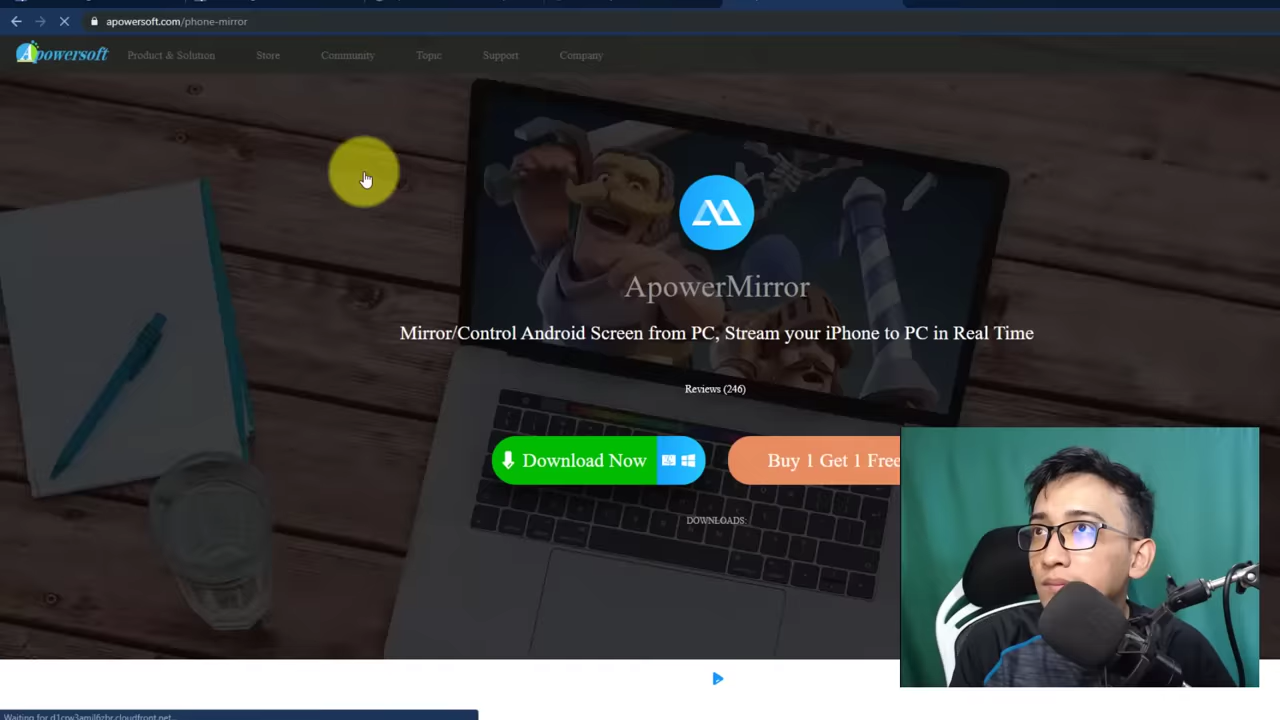 apowersoft.com/phone-mirror
Apowersoft
Product & Solution
Store
Community
Topic
Support
Company
ApowerMirror
Mirror/Control Android Screen from PC, Stream your iPhone to PC in Real Time
Reviews (246)
Download Now
Buy 1 Get 1 Free
DOWNLOADS: